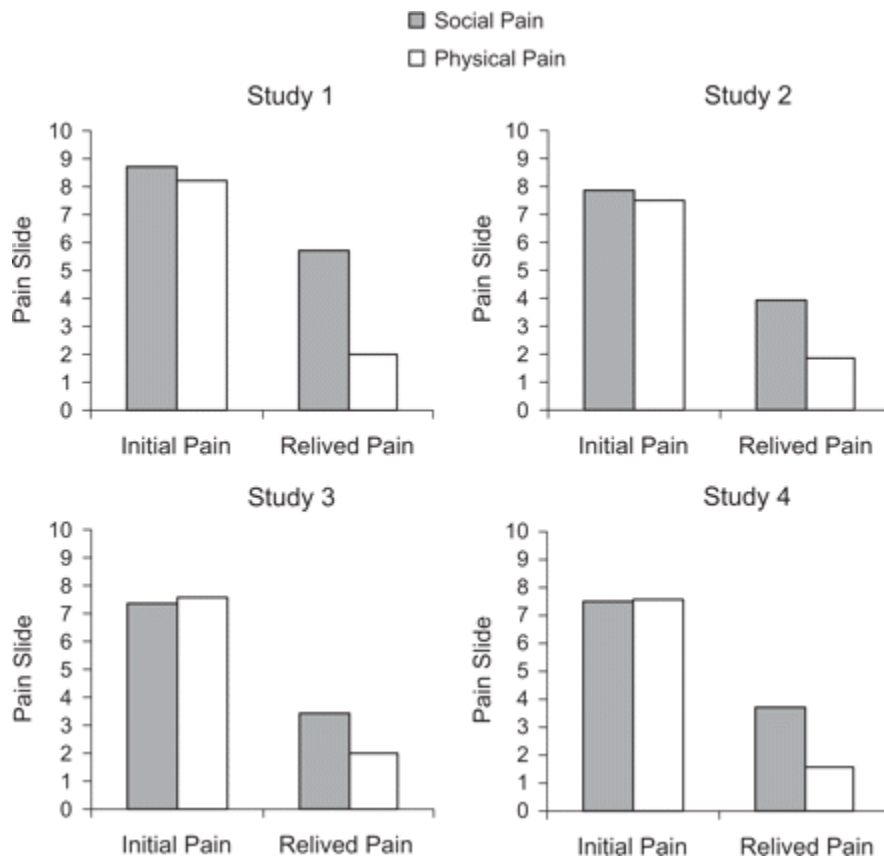 Social Pain
Physical Pain
Study 1
10
9
8
7
6
5
4
3
2
1
0
Pain Slide
Initial Pain
Relived Pain
Study 2
10
9
8
7
6
5
4
3
2
1
0
Pain Slide
Initial Pain
Relived Pain
Study 3
10
9
8
7
6
5
4
3
2
1
0
Pain Slide
Initial Pain
Relived Pain
Study 4
10
9
8
7
6
5
4
3
2
1
0
Pain Slide
Initial Pain
Relived Pain